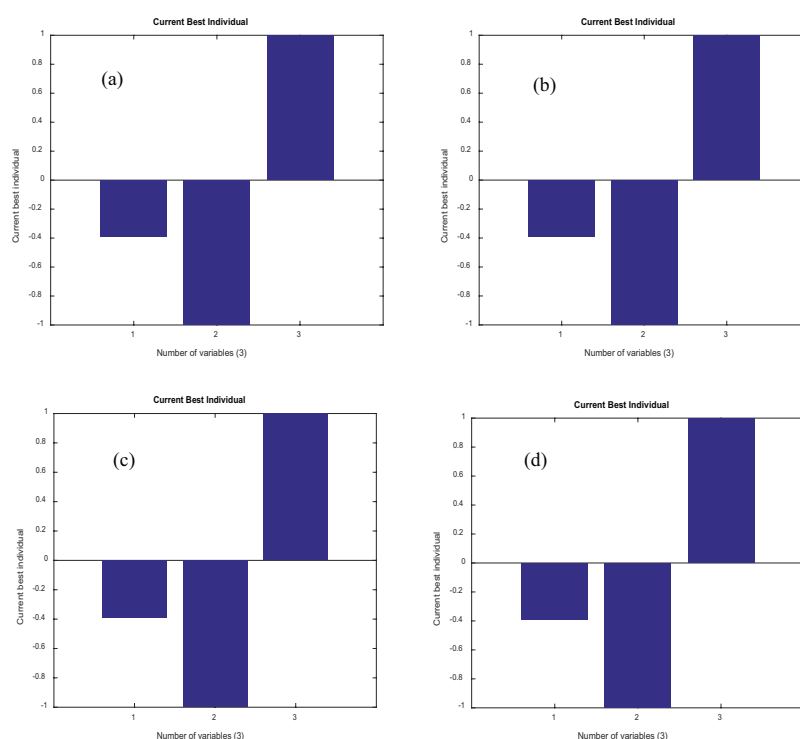 Current Best Individual
(a)
Current best individual
1
0.8
0.6
0.4
0.2
0
-0.2
-0.4
-0.6
-0.8
-1
1 2 3
Number of variables (3)
Current Best Individual
(b)
Current best individual
1
0.8
0.6
0.4
0.2
0
-0.2
-0.4
-0.6
-0.8
-1
1 2 3
Number of variables (3)
Current Best Individual
(c)
Current best individual
1
0.8
0.6
0.4
0.2
0
-0.2
-0.4
-0.6
-0.8
-1
1 2 3
Number of variables (3)
Current Best Individual
(d)
Current best individual
1
0.8
0.6
0.4
0.2
0
-0.2
-0.4
-0.6
-0.8
-1
1 2 3
Number of variables (3)